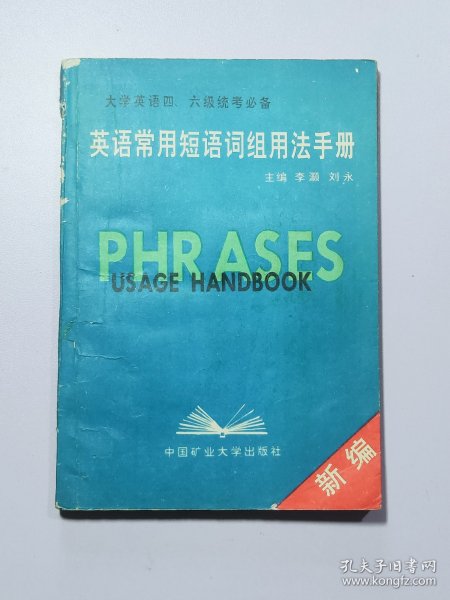 大学英语四、六级统考必备
英语常用短语词组用法手册
主编 李灏 刘永
PHRASES
USAGE HANDBOOK
中国矿业大学出版社
新编
孔夫子旧书网
www.kongfz.com